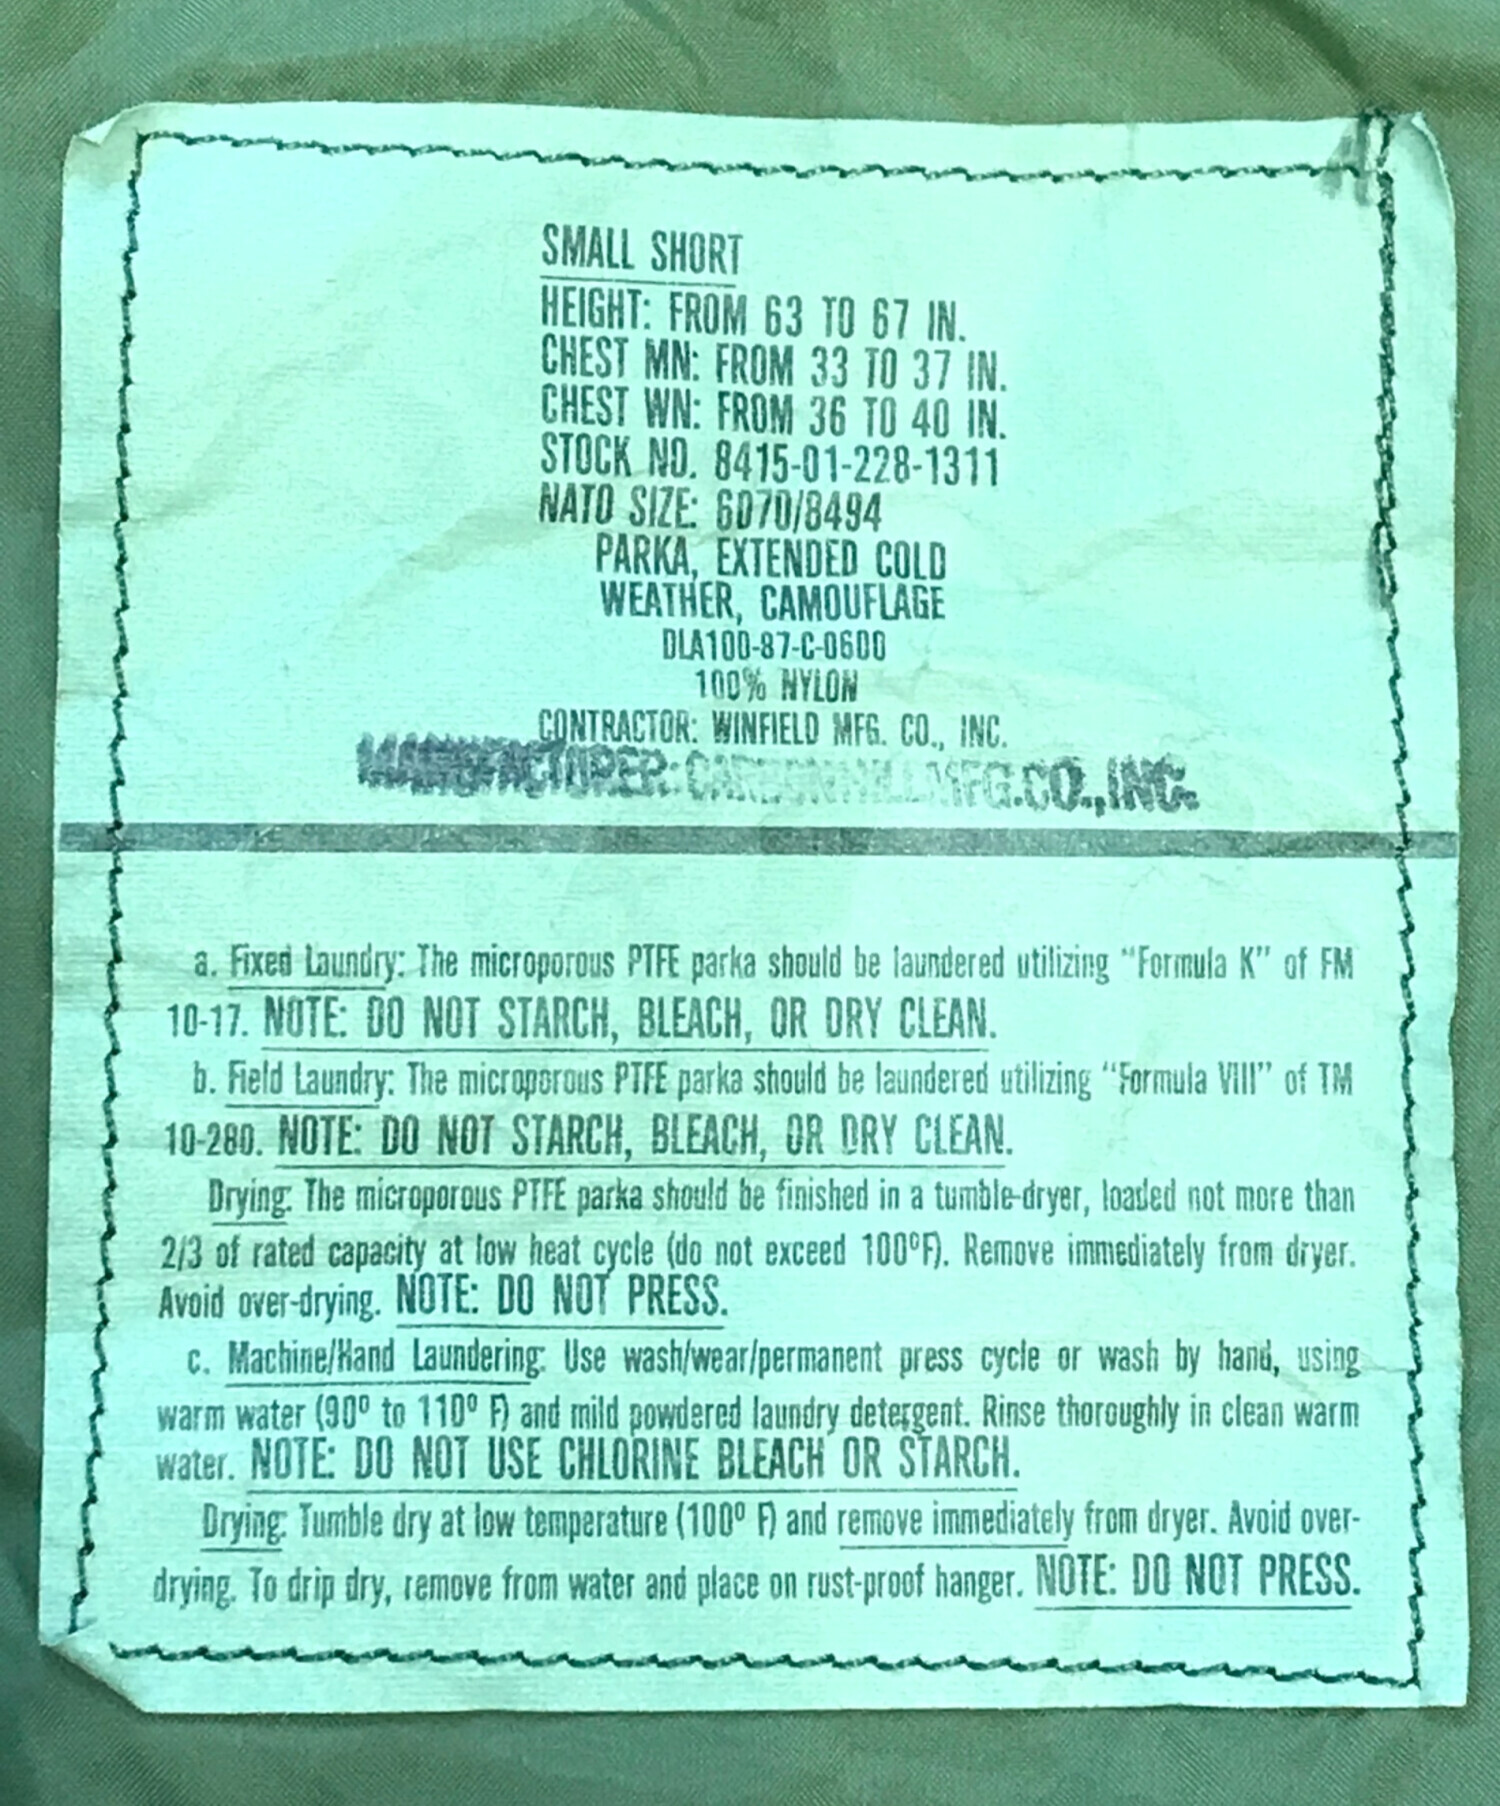 SMALL SHORT
HEIGHT: FROM 63 TO 67 IN.
CHEST MN: FROM 33 TO 37 IN.
CHEST WN: FROM 36 TO 40 IN.
STOCK NO. 8415-01-228-1311
NATO SIZE: 6070/8494
PARKA, EXTENDED COLD
WEATHER, CAMOUFLAGE
DLA100-87-C-0600
100% NYLON
CONTRACTOR: WINFIELD MFG. CO., INC.
MANUFACTURER: CARBON HILL MFG.CO.,INC.
a. Fixed Laundry: The microporous PTFE parka should be laundered utilizing "Formula K" of FM
10-17. NOTE: DO NOT STARCH, BLEACH, OR DRY CLEAN.
b. Field Laundry: The microporous PTFE parka should be laundered utilizing "Formula VIII" of TM
10-280. NOTE: DO NOT STARCH, BLEACH, OR DRY CLEAN.
Drying: The microporous PTFE parka should be finished in a tumble-dryer, loaded not more than
2/3 of rated capacity at low heat cycle (do not exceed 100°F). Remove immediately from dryer.
Avoid over-drying. NOTE: DO NOT PRESS.
c. Machine/Hand Laundering: Use wash/wear/permanent press cycle or wash by hand, using
warm water (90° to 110° F) and mild powdered laundry detergent. Rinse thoroughly in clean warm
water. NOTE: DO NOT USE CHLORINE BLEACH OR STARCH.
Drying: Tumble dry at low temperature (100° F) and remove immediately from dryer. Avoid over-
drying. To drip dry, remove from water and place on rust-proof hanger. NOTE: DO NOT PRESS.